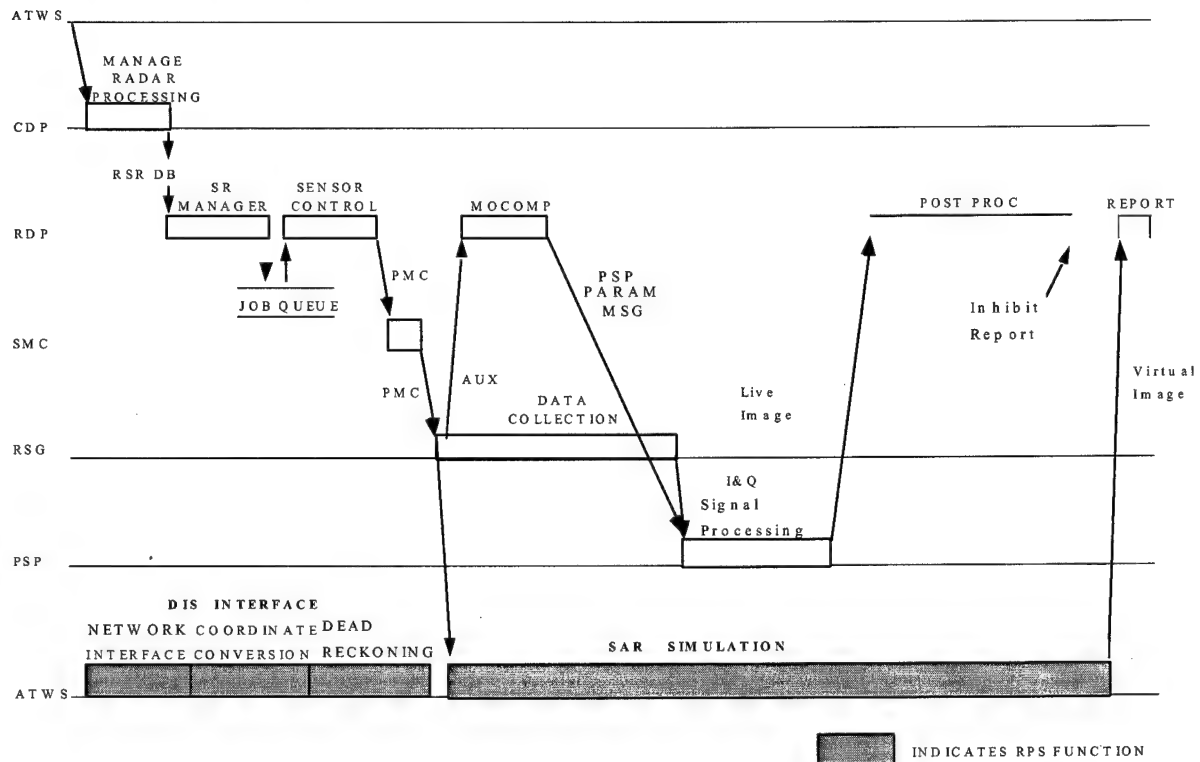 ATWS
MANAGE
RADAR
PROCESSING
CDP
RSR DB
SR
MANAGER
SENSOR
CONTROL
MOCOMP
POST PROC
REPORT
RDP
JOB QUEUE
PMC
PSP
PARAM
MSG
Inhibit
Report
SMC
PMC
AUX
DATA
COLLECTION
Live
Image
Virtual
Image
RSG
I&Q
Signal
Processing
PSP
DIS INTERFACE
NETWORK COORDINATE DEAD
INTERFACE CONVERSION RECKONING
SAR SIMULATION
ATWS
INDICATES RPS FUNCTION